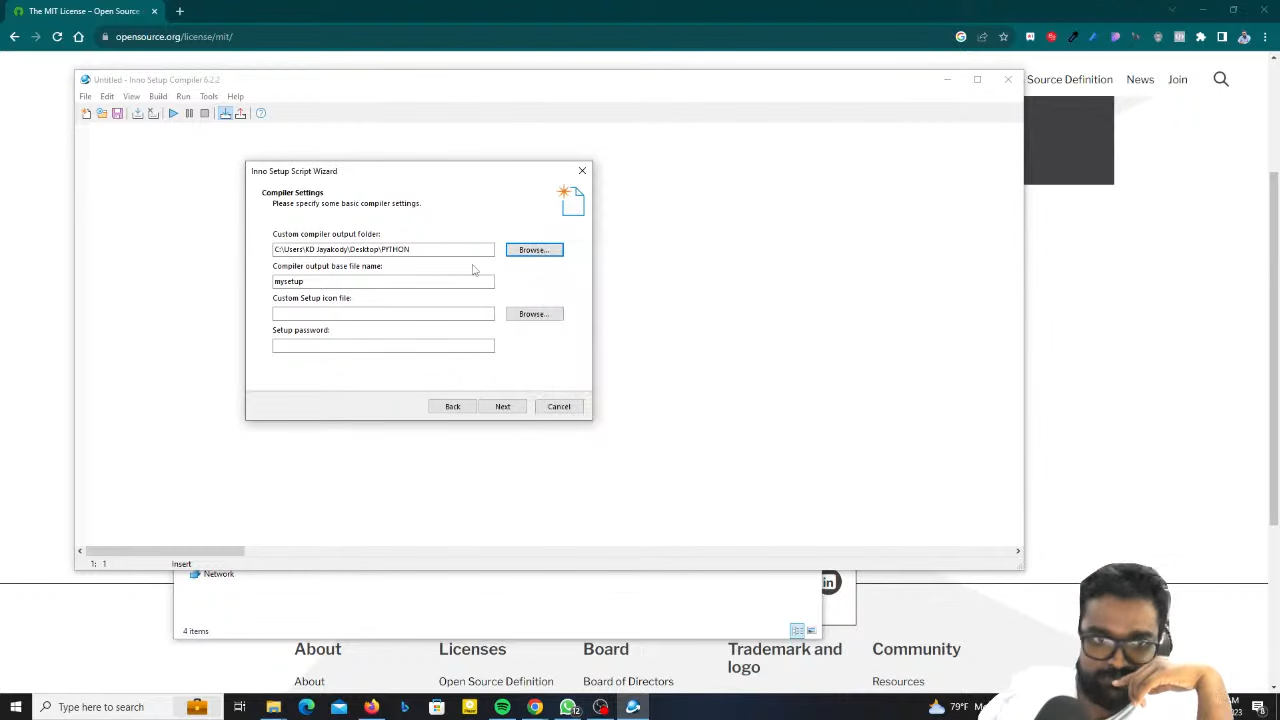 The MIT License – Open Source
opensource.org/license/mit/
Source Definition
News
Join
Untitled - Inno Setup Compiler 6.2.2
File Edit View Build Run Tools Help
Inno Setup Script Wizard
Compiler Settings
Please specify some basic compiler settings.
Custom compiler output folder:
C:\Users\KD Jayakody\Desktop\PYTHON
Browse...
Compiler output base file name:
mysetup
Custom Setup icon file:
Browse...
Setup password:
Back
Next
Cancel
1: 1
Insert
Network
in
4 items
About
Licenses
Board
Trademark and
logo
Community
About
Open Source Definition
Board of Directors
Resources
Type here to search
12
79°F